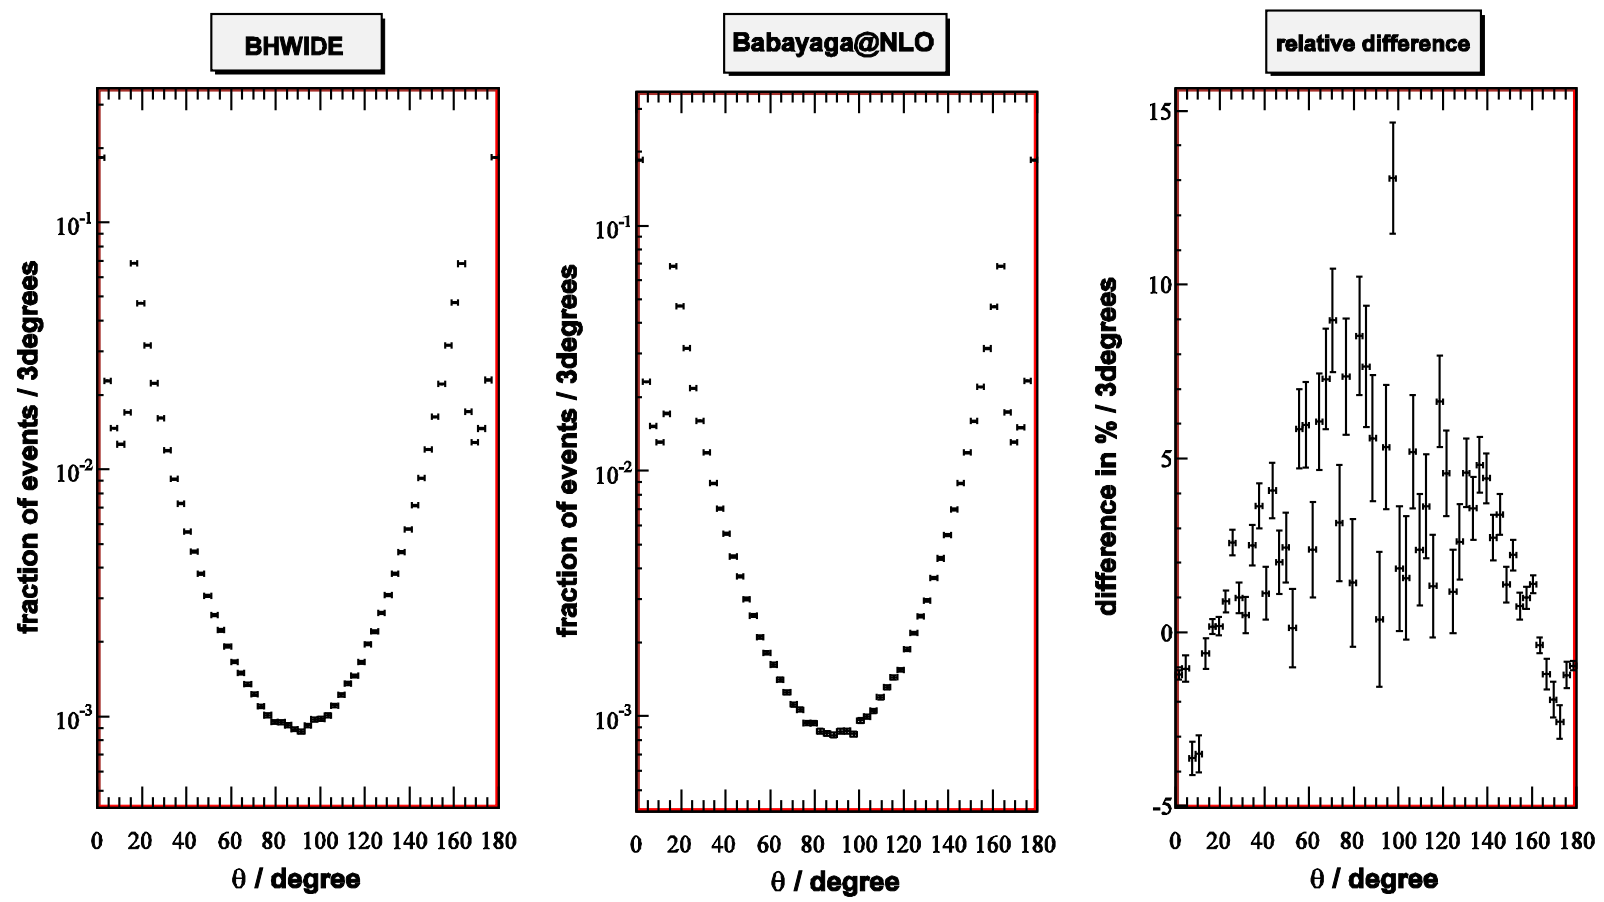 BHWIDE
fraction of events / 3degrees
10-1
10-2
10-3
0 20 40 60 80 100 120 140 160 180
θ / degree
Babayaga@NLO
fraction of events / 3degrees
10-1
10-2
10-3
0 20 40 60 80 100 120 140 160 180
θ / degree
relative difference
difference in % / 3degrees
15
10
5
0
-5
0 20 40 60 80 100 120 140 160 180
θ / degree